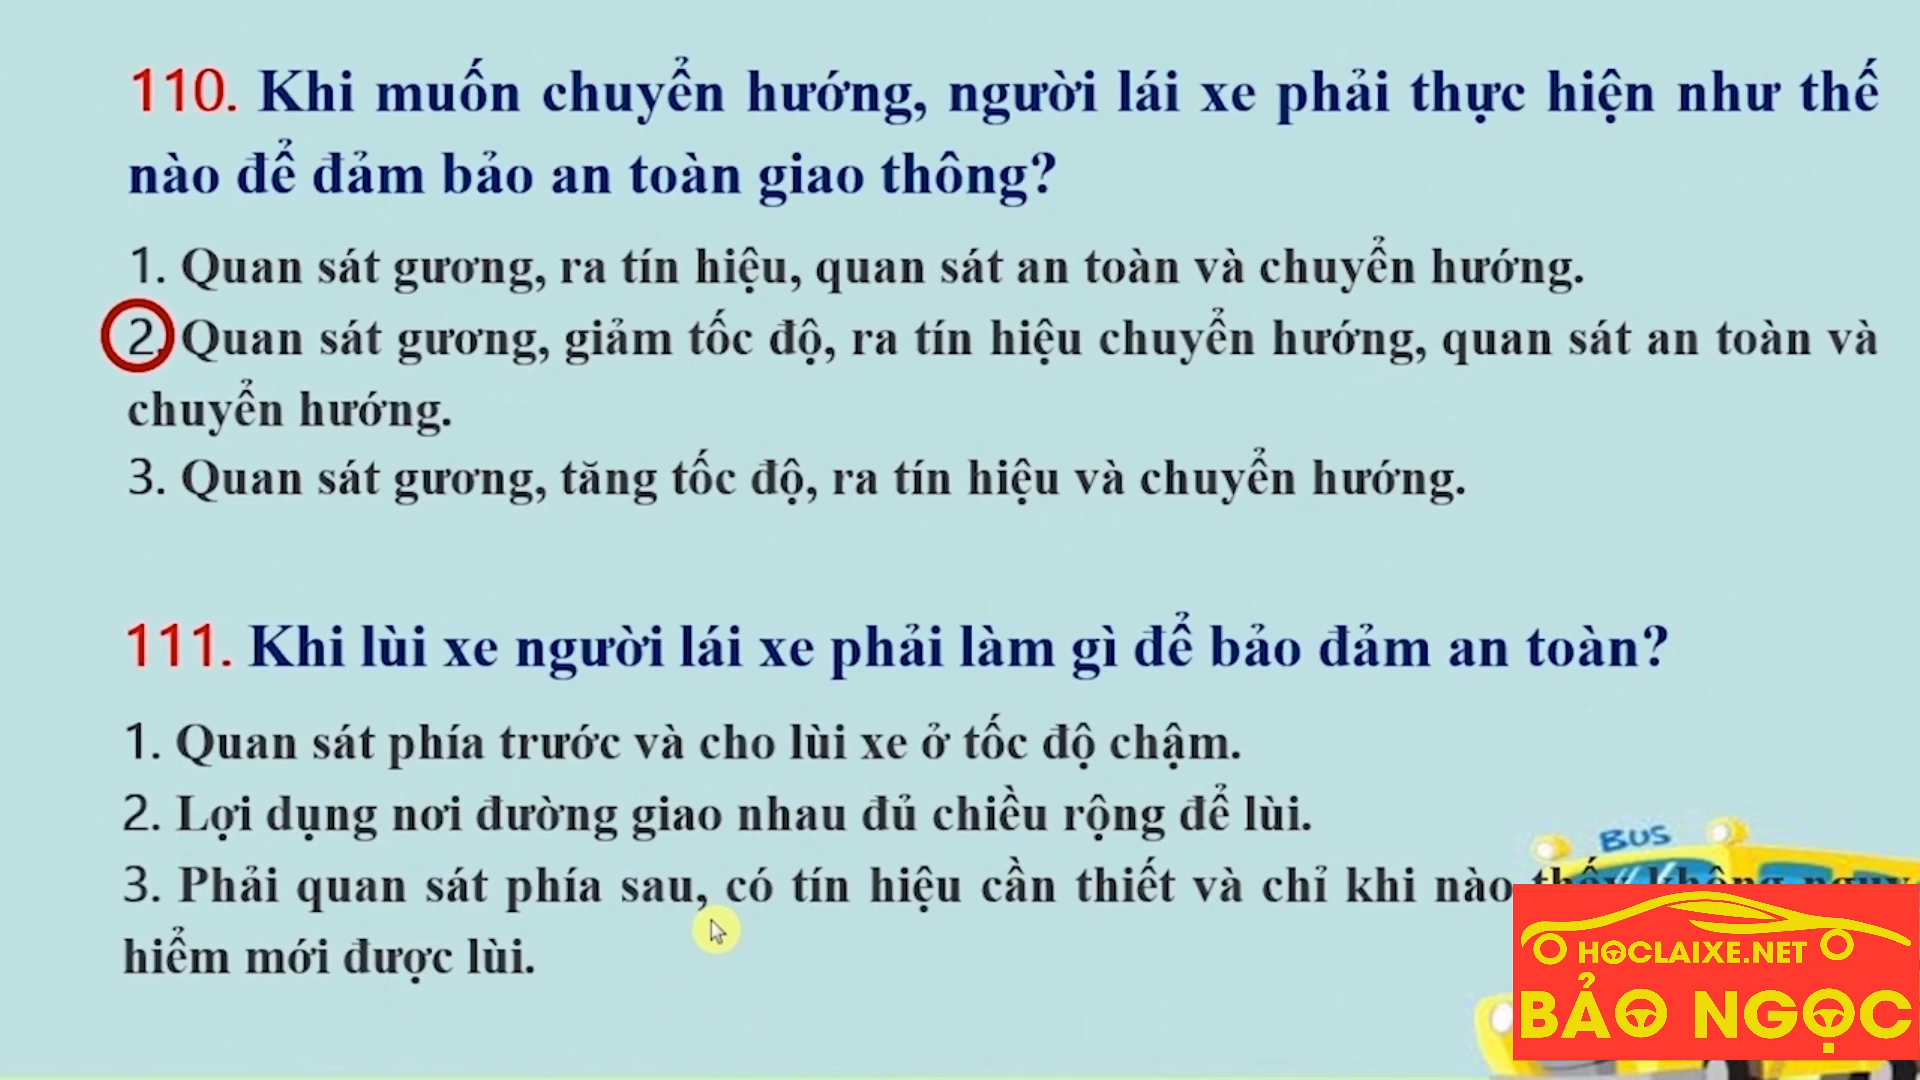 110. Khi muốn chuyển hướng, người lái xe phải thực hiện như thế
nào để đảm bảo an toàn giao thông?
1. Quan sát gương, ra tín hiệu, quan sát an toàn và chuyển hướng.
2. Quan sát gương, giảm tốc độ, ra tín hiệu chuyển hướng, quan sát an toàn và
chuyển hướng.
3. Quan sát gương, tăng tốc độ, ra tín hiệu và chuyển hướng.
111. Khi lùi xe người lái xe phải làm gì để bảo đảm an toàn?
1. Quan sát phía trước và cho lùi xe ở tốc độ chậm.
2. Lợi dụng nơi đường giao nhau đủ chiều rộng để lùi.
BUS
3. Phải quan sát phía sau, có tín hiệu cần thiết và chỉ khi nào
hiểm mới được lùi.
HOCLAIXE.NET
BẢO NGỌC